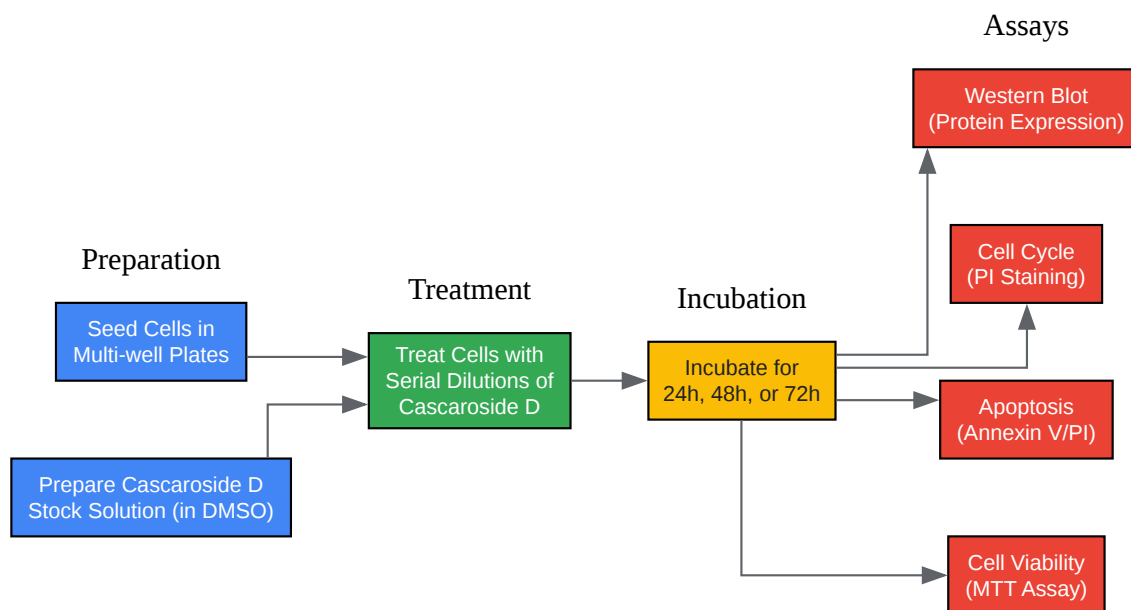 Preparation
Seed Cells in
Multi-well Plates
Prepare Cascaroside D
Stock Solution (in DMSO)
Treatment
Treat Cells with
Serial Dilutions of
Cascaroside D
Incubation
Incubate for
24h, 48h, or 72h
Assays
Western Blot
(Protein Expression)
Cell Cycle
(PI Staining)
Apoptosis
(Annexin V/PI)
Cell Viability
(MTT Assay)